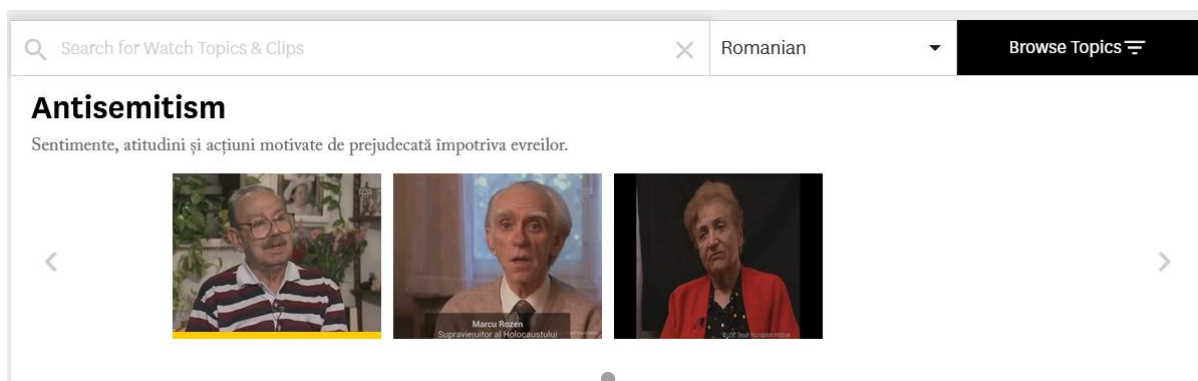 Search for Watch Topics & Clips
Romanian
Browse Topics
Antisemitism
Sentimente, atitudini și acțiuni motivate de prejudecată împotriva evreilor.
Marcu Rozen
Supraviețuitor al Holocaustului